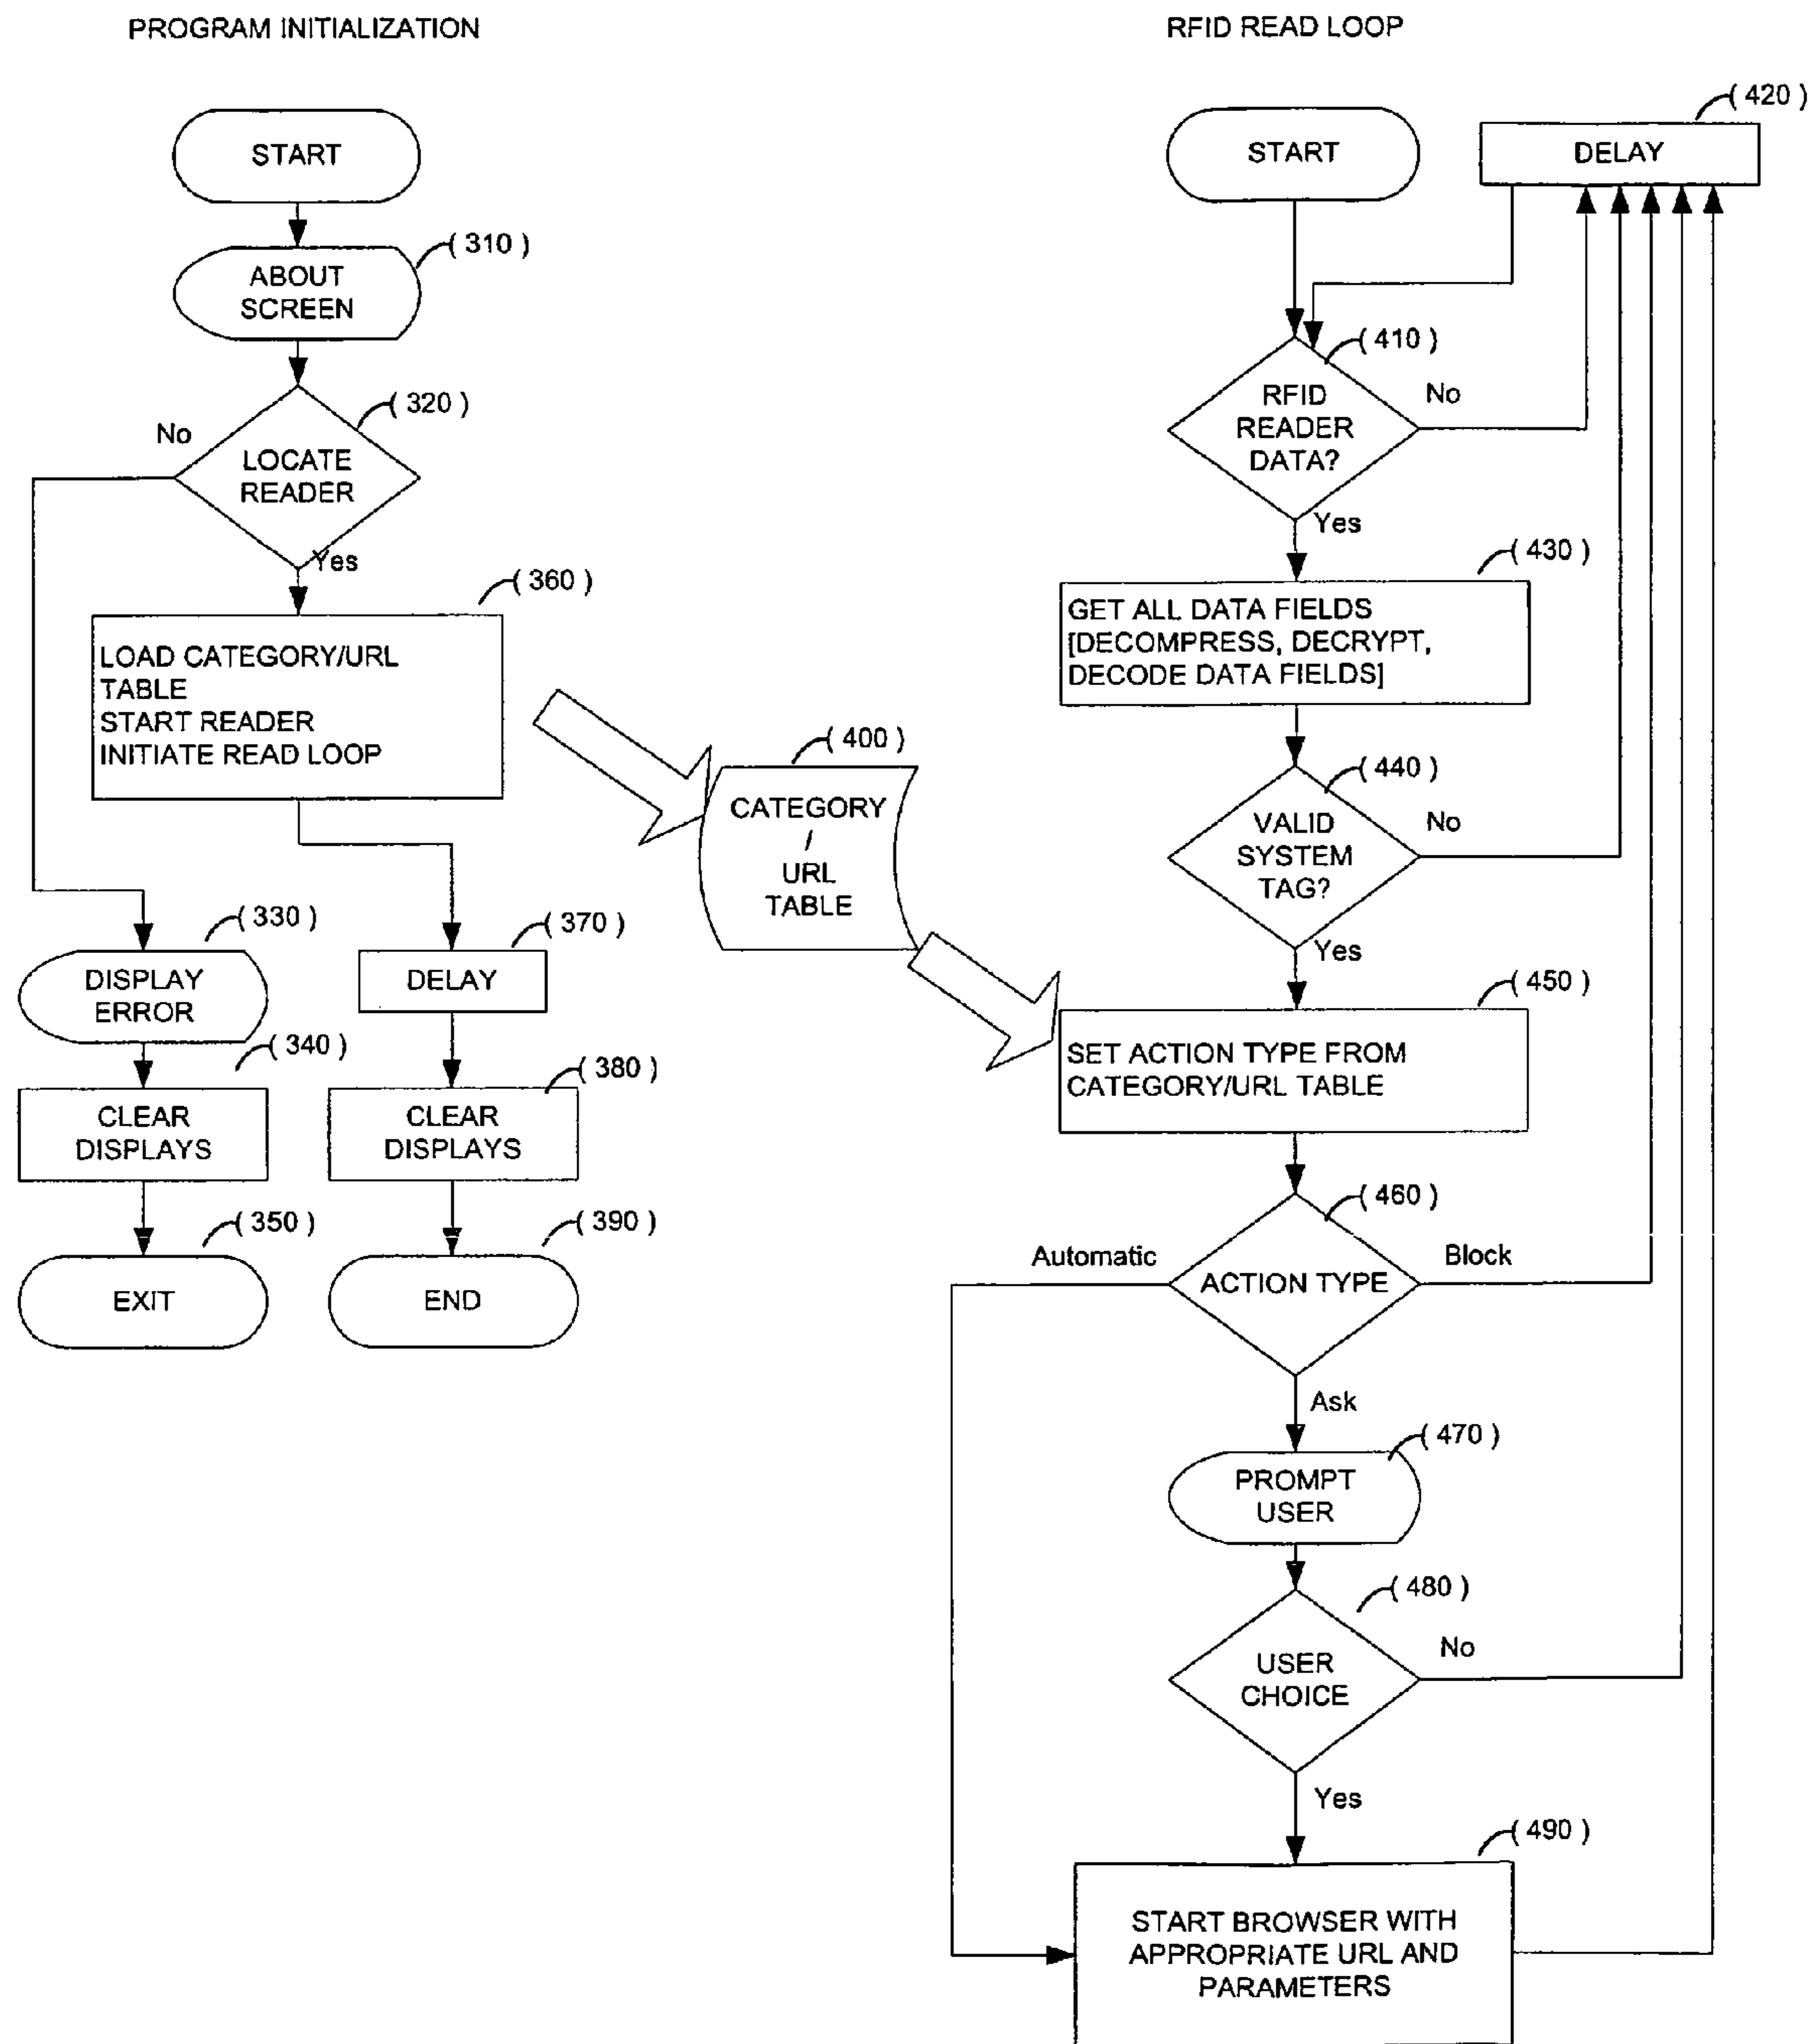 PROGRAM INITIALIZATION
START
( 310 )
ABOUT
SCREEN
( 320 )
No
LOCATE
READER
Yes
( 360 )
LOAD CATEGORY/URL
TABLE
START READER
INITIATE READ LOOP
( 330 )
DISPLAY
ERROR
( 340 )
CLEAR
DISPLAYS
( 350 )
EXIT
( 370 )
DELAY
( 380 )
CLEAR
DISPLAYS
( 390 )
END
( 400 )
CATEGORY
/
URL
TABLE
RFID READ LOOP
START
( 420 )
DELAY
( 410 )
RFID
READER
DATA?
No
Yes
( 430 )
GET ALL DATA FIELDS
[DECOMPRESS, DECRYPT,
DECODE DATA FIELDS]
( 440 )
VALID
SYSTEM
TAG?
No
Yes
( 450 )
SET ACTION TYPE FROM
CATEGORY/URL TABLE
( 460 )
Automatic
ACTION TYPE
Block
Ask
( 470 )
PROMPT
USER
( 480 )
USER
CHOICE
No
Yes
( 490 )
START BROWSER WITH
APPROPRIATE URL AND
PARAMETERS